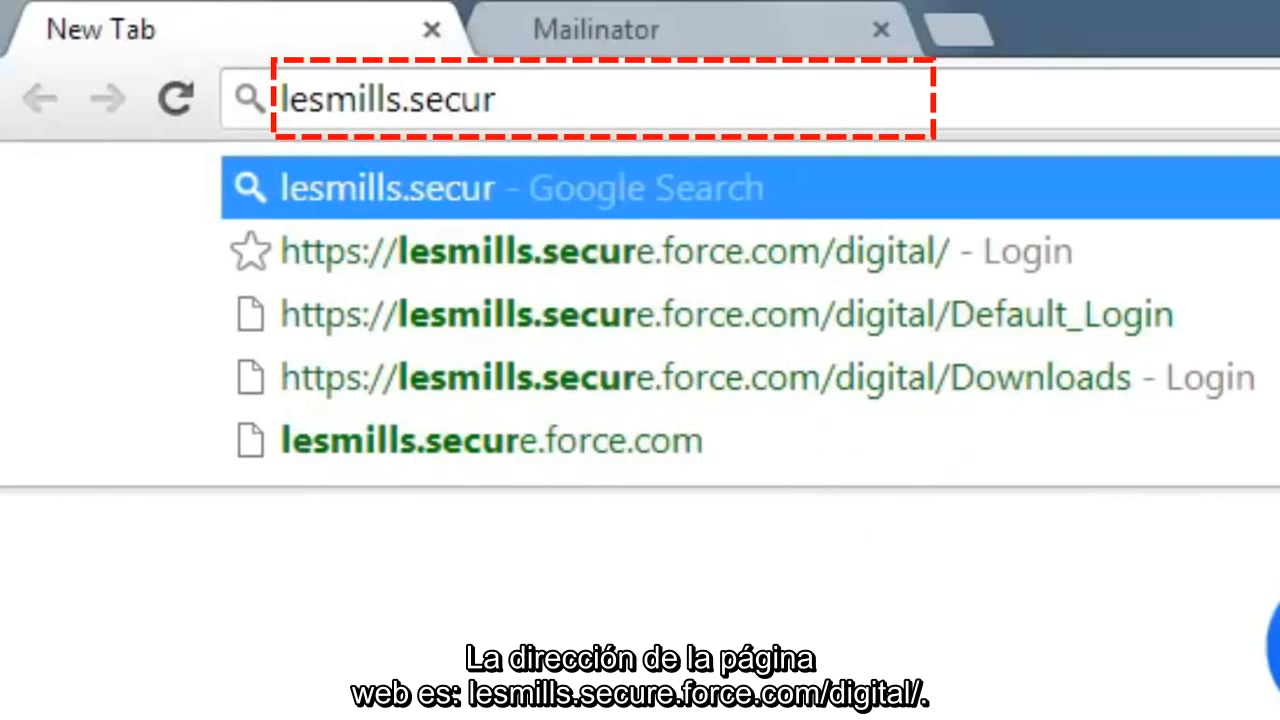 New Tab
Mailinator
lesmills.secur
lesmills.secur - Google Search
https://lesmills.secure.force.com/digital/ - Login
https://lesmills.secure.force.com/digital/Default_Login
https://lesmills.secure.force.com/digital/Downloads - Login
lesmills.secure.force.com
La dirección de la página
web es: lesmills.secure.force.com/digital/.